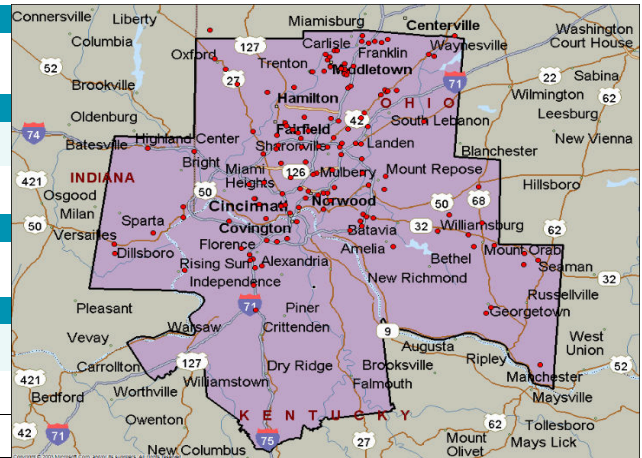 Connersville Liberty Miamisburg Centerville Washington
Court House
Columbia 127 Carlisle Franklin Waynesville
Oxford
52 Trenton 71 22 Sabina
27 Middletown
Brookville Hamilton OHIO Wilmington 62
Oldenburg 42 Leesburg
74 Fairfield South Lebanon
Batesville Highland Center Sharonville Landen New Vienna
Bright Blanchester
421 INDIANA Miami
Heights 126 Mulberry Mount Repose
Osgood 50 Hillsboro
Milan Cincinnati Norwood 50 68
50 Sparta Covington 32 Williamsburg 62
Versailles Batavia
Dillsboro Florence Amelia Mount Orab
Rising Sun Alexandria Bethel Seaman
Independence New Richmond 32
Russellville
Pleasant 71 Piner Georgetown
Vevay Warsaw Crittenden 9 West
Union
Augusta
Carrollton 127 Dry Ridge Brooksville Ripley 52
421 Williamstown Falmouth Manchester
Bedford Worthville Maysville
Owenton KENTUCKY 62 Tollesboro
42 71 New Columbus 75 27 Mount
Olivet Mays Lick